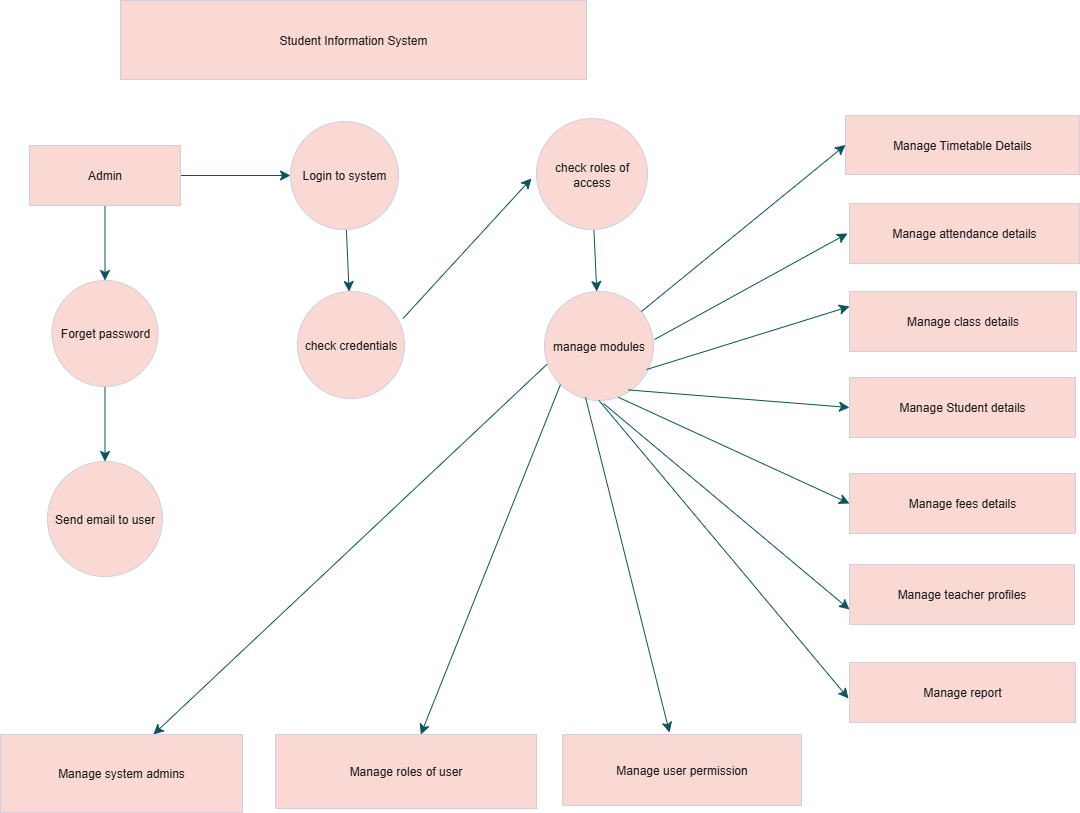 Student Information System
Admin
Login to system
check roles of
access
Manage Timetable Details
Manage attendance details
Forget password
check credentials
manage modules
Manage class details
Manage Student details
Send email to user
Manage fees details
Manage teacher profiles
Manage report
Manage system admins
Manage roles of user
Manage user permission